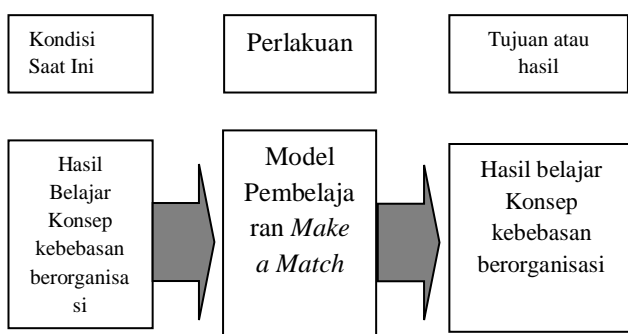 Kondisi
Saat Ini
Perlakuan
Tujuan atau
hasil
Hasil
Belajar
Konsep
kebebasan
berorganisa
si
Model
Pembelaja
ran Make
a Match
Hasil belajar
Konsep
kebebasan
berorganisasi